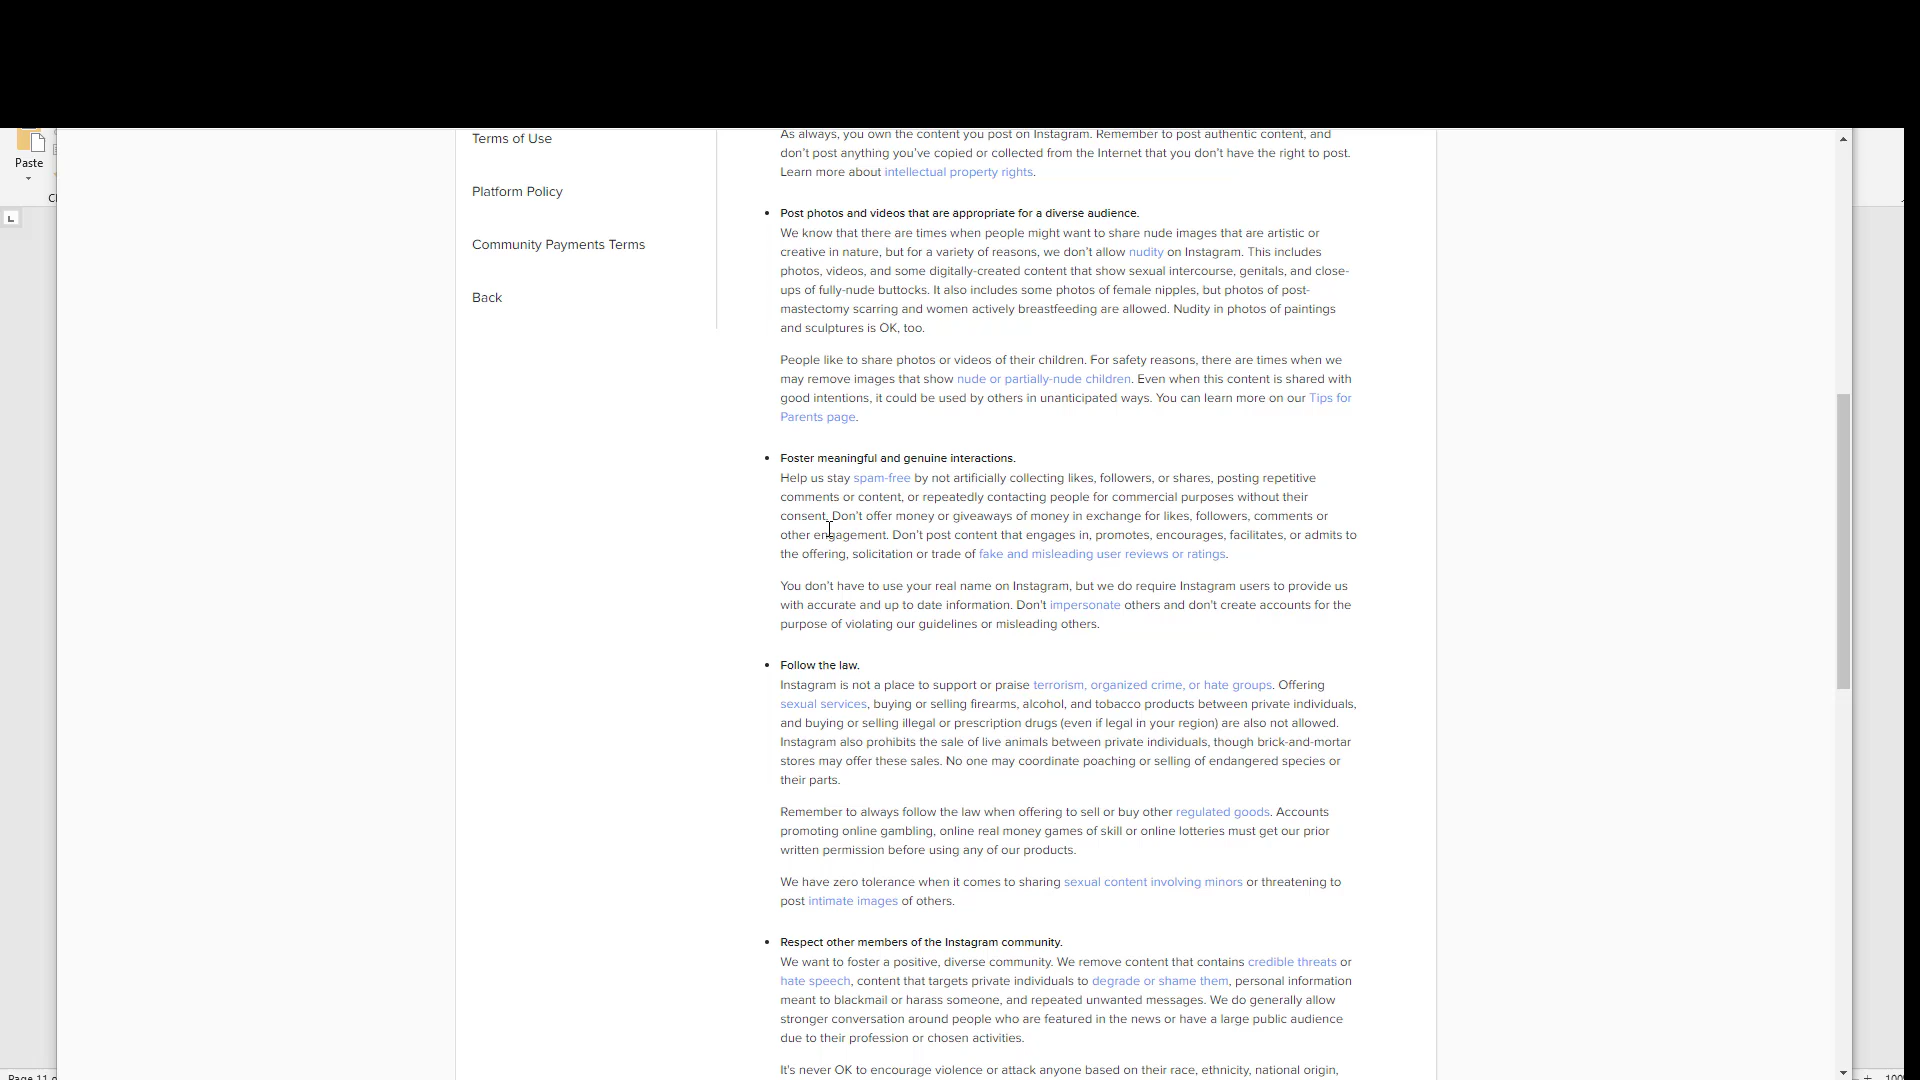 Paste
Terms of Use
Platform Policy
Community Payments Terms
Back
As always, you own the content you post on Instagram. Remember to post authentic content, and
don't post anything you've copied or collected from the Internet that you don't have the right to post.
Learn more about intellectual property rights.
• Post photos and videos that are appropriate for a diverse audience.
We know that there are times when people might want to share nude images that are artistic or
creative in nature, but for a variety of reasons, we don't allow nudity on Instagram. This includes
photos, videos, and some digitally-created content that show sexual intercourse, genitals, and close-
ups of fully-nude buttocks. It also includes some photos of female nipples, but photos of post-
mastectomy scarring and women actively breastfeeding are allowed. Nudity in photos of paintings
and sculptures is OK, too.
People like to share photos or videos of their children. For safety reasons, there are times when we
may remove images that show nude or partially-nude children. Even when this content is shared with
good intentions, it could be used by others in unanticipated ways. You can learn more on our Tips for
Parents page.
• Foster meaningful and genuine interactions.
Help us stay spam-free by not artificially collecting likes, followers, or shares, posting repetitive
comments or content, or repeatedly contacting people for commercial purposes without their
consent. Don't offer money or giveaways of money in exchange for likes, followers, comments or
other engagement. Don't post content that engages in, promotes, encourages, facilitates, or admits to
the offering, solicitation or trade of fake and misleading user reviews or ratings.
You don't have to use your real name on Instagram, but we do require Instagram users to provide us
with accurate and up to date information. Don't impersonate others and don't create accounts for the
purpose of violating our guidelines or misleading others.
• Follow the law.
Instagram is not a place to support or praise terrorism, organized crime, or hate groups. Offering
sexual services, buying or selling firearms, alcohol, and tobacco products between private individuals,
and buying or selling illegal or prescription drugs (even if legal in your region) are also not allowed.
Instagram also prohibits the sale of live animals between private individuals, though brick-and-mortar
stores may offer these sales. No one may coordinate poaching or selling of endangered species or
their parts.
Remember to always follow the law when offering to sell or buy other regulated goods. Accounts
promoting online gambling, online real money games of skill or online lotteries must get our prior
written permission before using any of our products.
We have zero tolerance when it comes to sharing sexual content involving minors or threatening to
post intimate images of others.
• Respect other members of the Instagram community.
We want to foster a positive, diverse community. We remove content that contains credible threats or
hate speech, content that targets private individuals to degrade or shame them, personal information
meant to blackmail or harass someone, and repeated unwanted messages. We do generally allow
stronger conversation around people who are featured in the news or have a large public audience
due to their profession or chosen activities.
It's never OK to encourage violence or attack anyone based on their race, ethnicity, national origin,
Page 11
100